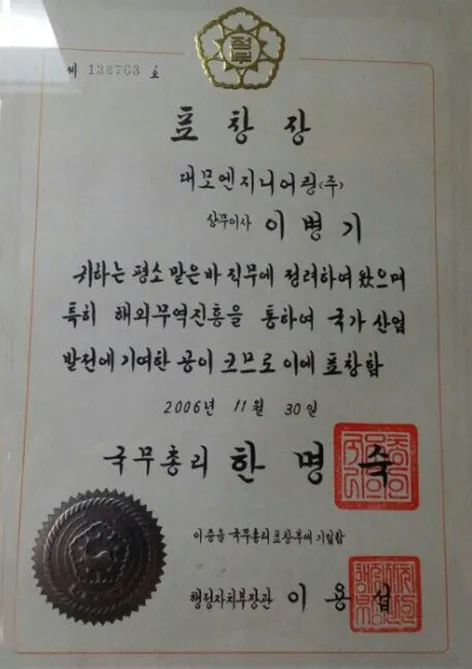 정부
제 138763 호
표창장
대모엔지니어링(주)
상무이사 이병기
귀하는 평소 맡은바 직무에 정려하여 왔으며
특히 해외무역진흥을 통하여 국가 산업
발전에 기여한 공이 크므로 이에 표창함
2006년 11월 30일
국무총리 한명숙
이 증을 국무총리 표창부에 기입함
행정자치부장관 이용섭